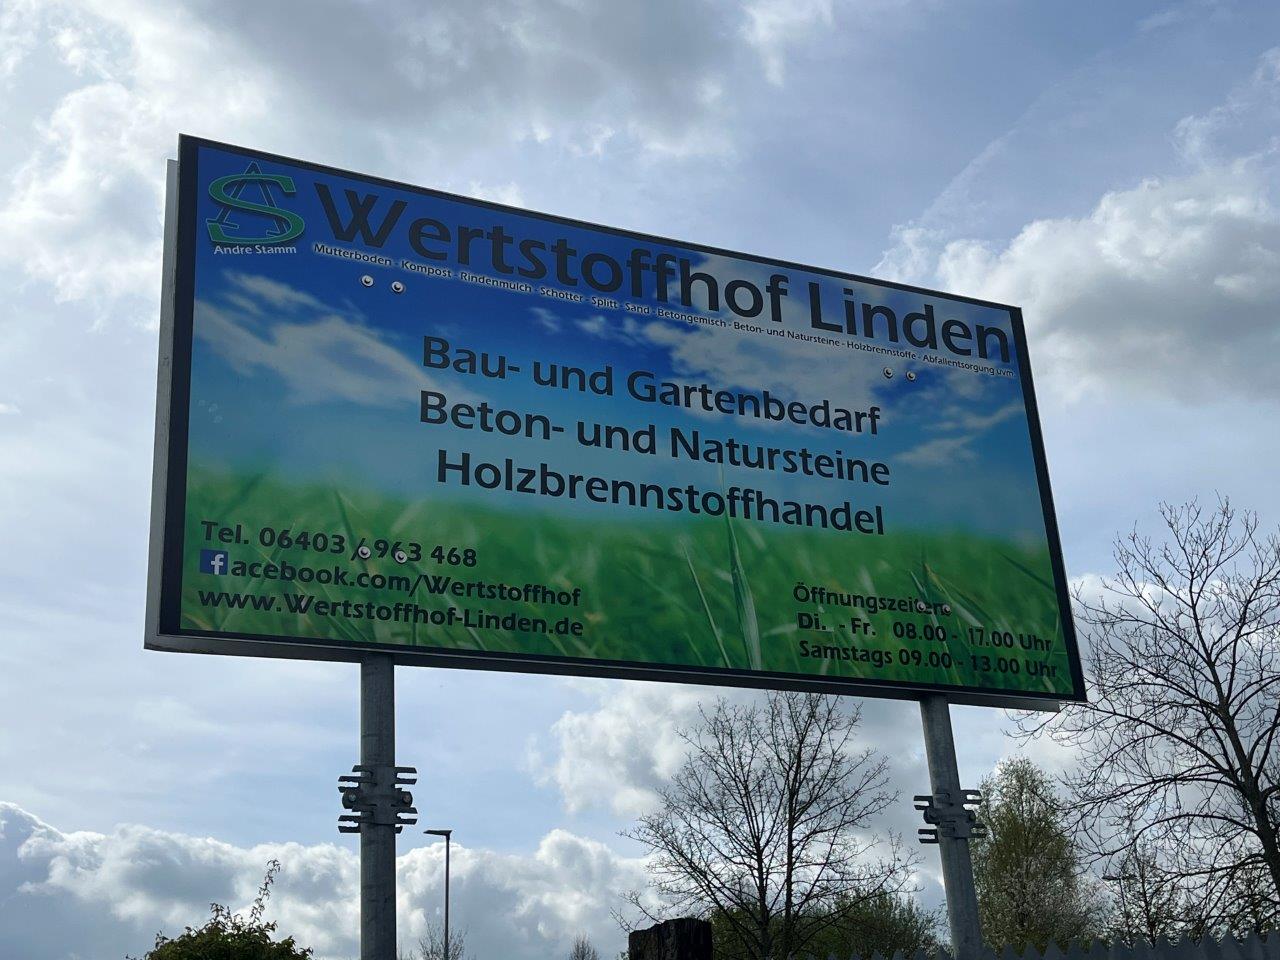 AS
Andre Stamm
Wertstoffhof Linden
Mutterboden - Kompost - Rindenmulch - Schotter - Splitt - Sand - Betongemisch - Beton- und Natursteine - Holzbrennstoffe - Abfallentsorgung uvm
Bau- und Gartenbedarf
Beton- und Natursteine
Holzbrennstoffhandel
Tel. 06403 / 963 468
facebook.com/Wertstoffhof
www.Wertstoffhof-Linden.de
Öffnungszeiten:
Di. - Fr. 08.00 - 17.00 Uhr
Samstags 09.00 - 13.00 Uhr